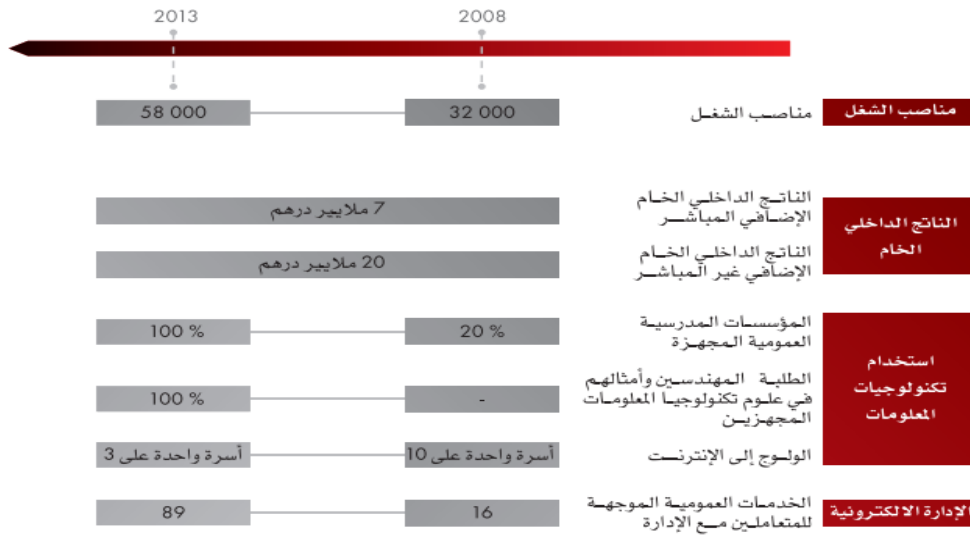 2008
2013
مناصب الشغل
مناصب الشغل
32 000
58 000
الناتج الداخلي
الخام
الناتج الداخلي الخام
الإضافي المباشر
7 ملايير درهم
الناتج الداخلي الخام
الإضافي غير المباشر
20 ملايير درهم
استخدام
تكنولوجيات
المعلومات
المؤسسات المدرسية
العمومية المجهزة
20 %
100 %
الطلبة المهندسين وأمثالهم
في علوم تكنولوجيا المعلومات
المجهزين
-
100 %
الولوج إلى الإنترنت
أسرة واحدة على 10
أسرة واحدة على 3
الإدارة الالكترونية
الخدمات العمومية الموجهة
للمتعاملين مع الإدارة
16
89